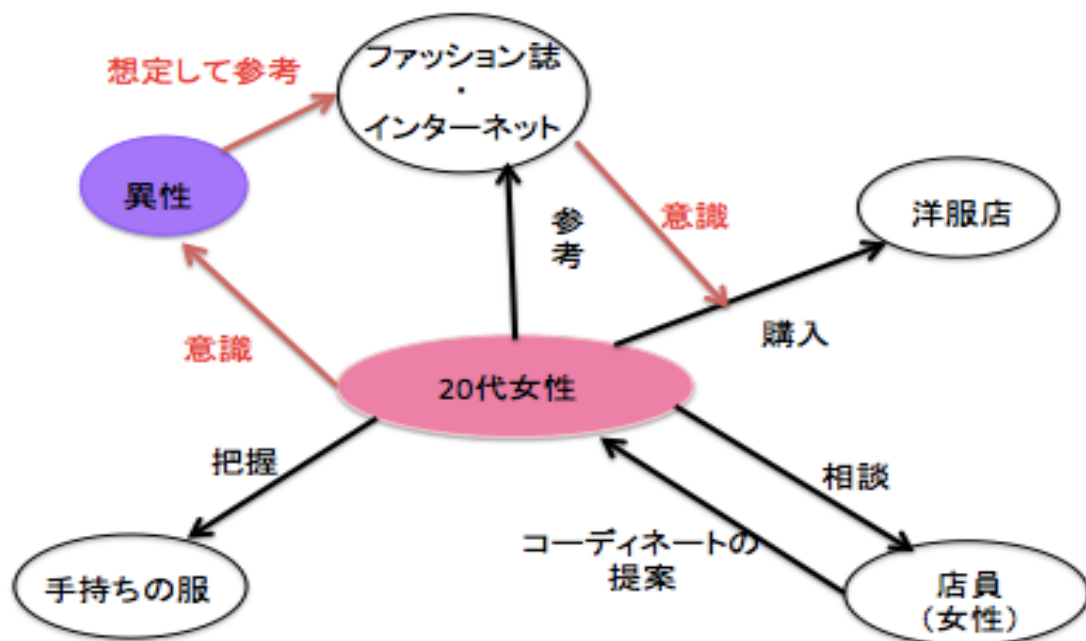 ファッション誌
・
インターネット
想定して参考
異性
意識
洋服店
参考
購入
意識
20代女性
把握
相談
コーディネートの
提案
手持ちの服
店員
(女性)